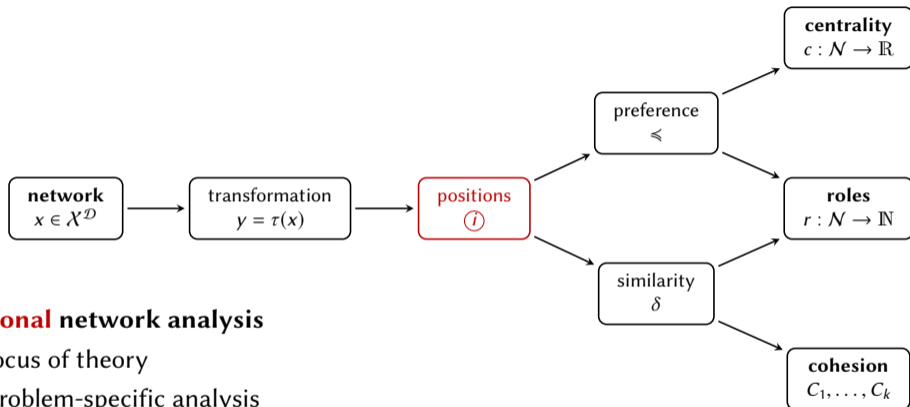 centrality
c : 𝒩 → ℝ
preference
≼
network
x ∈ 𝒳^𝒟
transformation
y = τ(x)
positions
ⓘ
roles
r : 𝒩 → ℕ
similarity
δ
onal network analysis
ocus of theory
roblem-specific analysis
cohesion
C₁, . . . , Cₖ